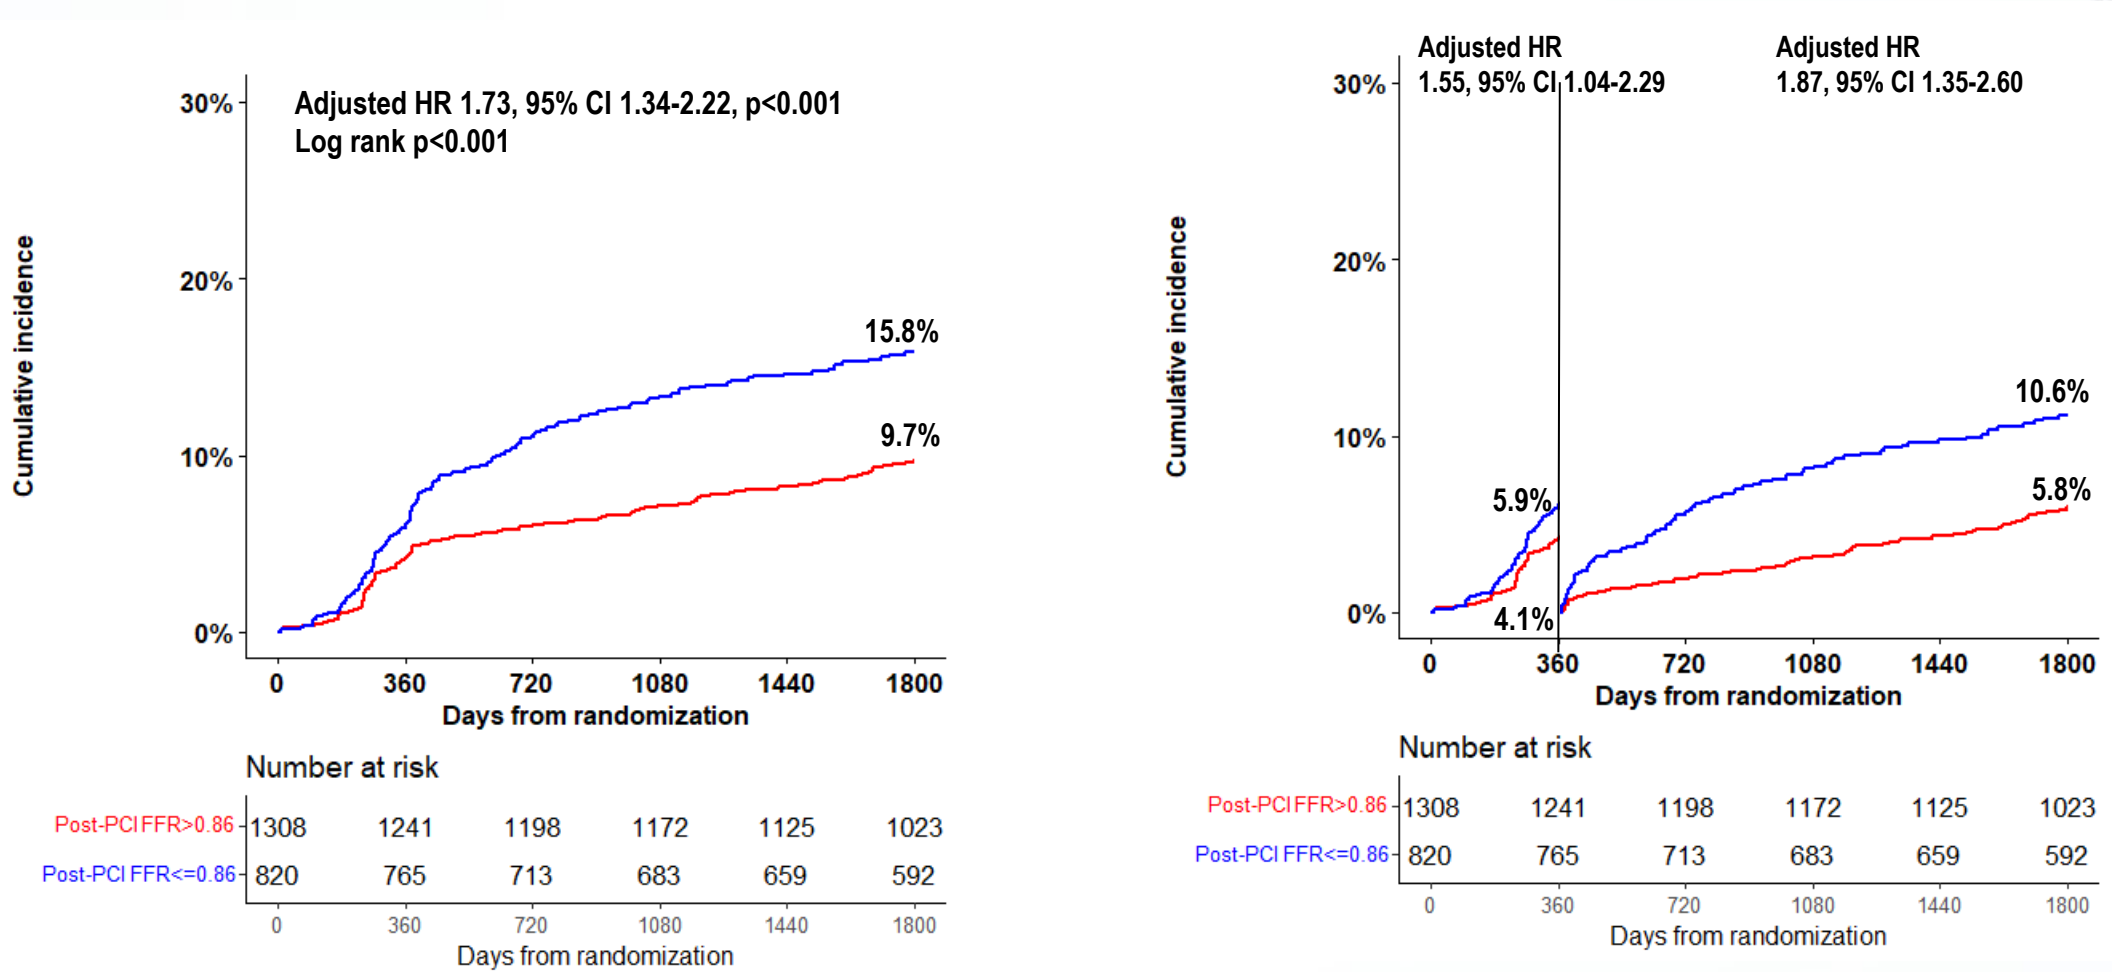 Adjusted HR 1.73, 95% CI 1.34-2.22, p<0.001
Log rank p<0.001
30%
20%
10%
0%
Cumulative incidence
15.8%
9.7%
0 360 720 1080 1440 1800
Days from randomization
Number at risk
Post-PCI FFR>0.86 1308 1241 1198 1172 1125 1023
Post-PCI FFR<=0.86 820 765 713 683 659 592
0 360 720 1080 1440 1800
Days from randomization
Adjusted HR
1.55, 95% CI 1.04-2.29
Adjusted HR
1.87, 95% CI 1.35-2.60
30%
20%
10%
0%
Cumulative incidence
5.9%
4.1%
10.6%
5.8%
0 360 720 1080 1440 1800
Days from randomization
Number at risk
Post-PCI FFR>0.86 1308 1241 1198 1172 1125 1023
Post-PCI FFR<=0.86 820 765 713 683 659 592
0 360 720 1080 1440 1800
Days from randomization